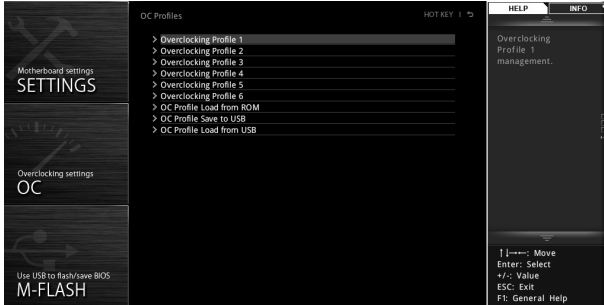 Motherboard settings
SETTINGS
Overclocking settings
OC
Use USB to flash/save BIOS
M-FLASH
OC Profiles
HOT KEY |
> Overclocking Profile 1
> Overclocking Profile 2
> Overclocking Profile 3
> Overclocking Profile 4
> Overclocking Profile 5
> Overclocking Profile 6
> OC Profile Load from ROM
> OC Profile Save to USB
> OC Profile Load from USB
HELP
INFO
Overclocking
Profile 1
management.
↑↓→←: Move
Enter: Select
+/-: Value
ESC: Exit
F1: General Help